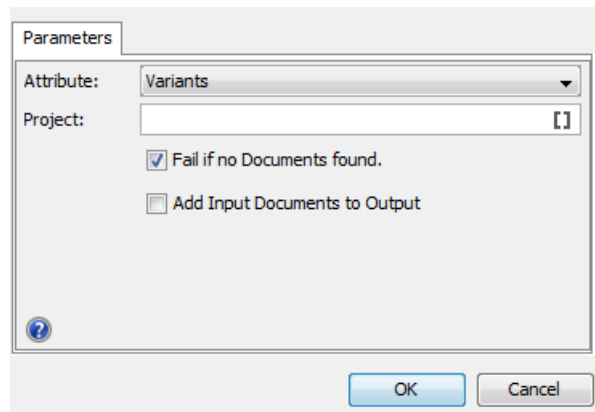 Parameters
Attribute: Variants
Project: []
Fail if no Documents found.
Add Input Documents to Output
?
OK Cancel